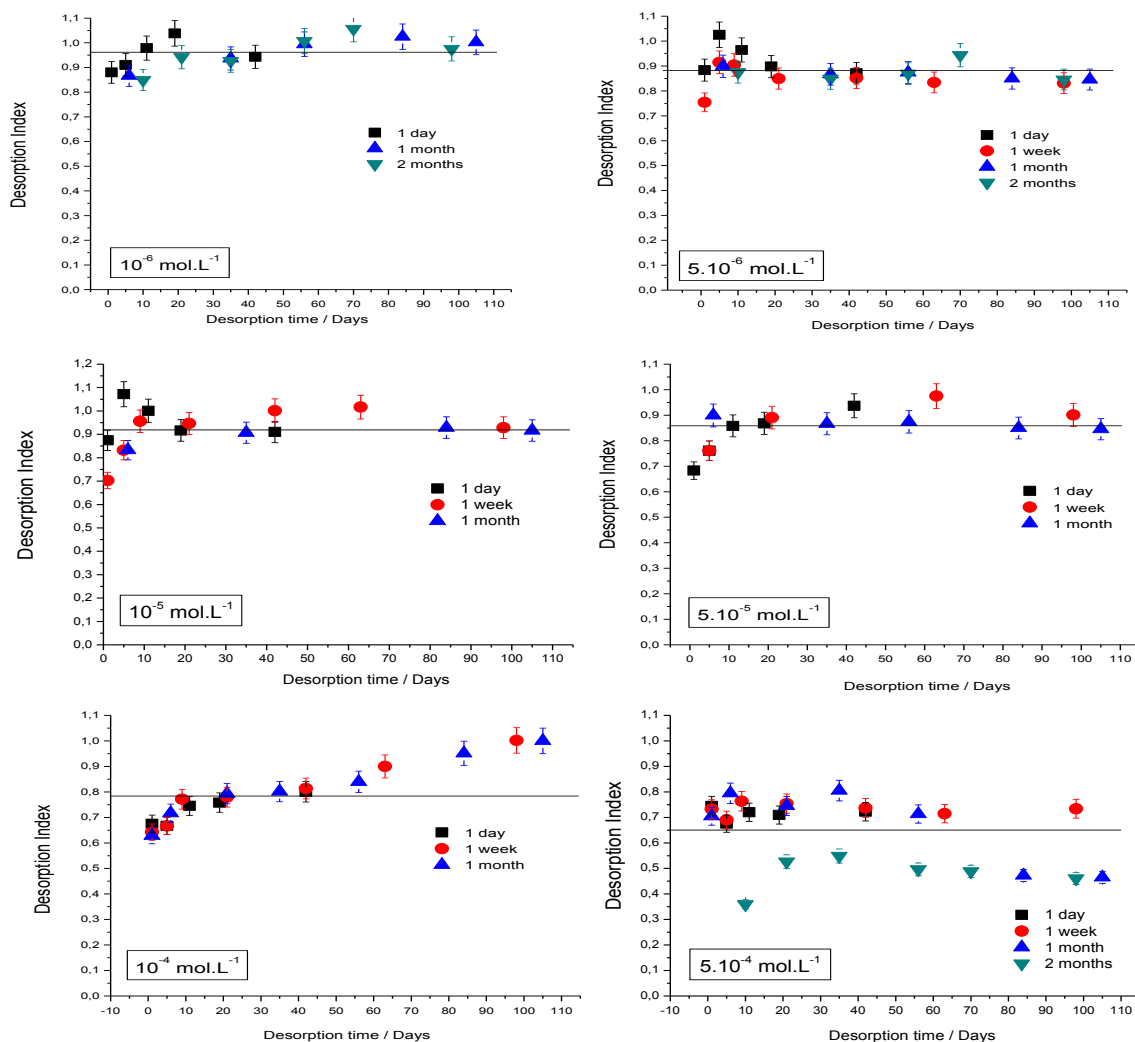 Desorption Index
1,1
1,0
0,9
0,8
0,7
0,6
0,5
0,4
0,3
0,2
0,1
0,0
1 day
1 month
2 months
10-6 mol.L-1
0 10 20 30 40 50 60 70 80 90 100 110
Desorption time / Days
Desorption Index
1,1
1,0
0,9
0,8
0,7
0,6
0,5
0,4
0,3
0,2
0,1
0,0
1 day
1 week
1 month
2 months
5.10-6 mol.L-1
0 10 20 30 40 50 60 70 80 90 100 110
Desorption time / Days
Desorption Index
1,2
1,1
1,0
0,9
0,8
0,7
0,6
0,5
0,4
0,3
0,2
0,1
0,0
1 day
1 week
1 month
10-5 mol.L-1
0 10 20 30 40 50 60 70 80 90 100 110
Desorption time / Days
Desorption Index
1,1
1,0
0,9
0,8
0,7
0,6
0,5
0,4
0,3
0,2
0,1
0,0
1 day
1 week
1 month
5.10-5 mol.L-1
0 10 20 30 40 50 60 70 80 90 100 110
Desorption time / Days
Desorption Index
1,1
1,0
0,9
0,8
0,7
0,6
0,5
0,4
0,3
0,2
0,1
0,0
1 day
1 week
1 month
10-4 mol.L-1
-10 0 10 20 30 40 50 60 70 80 90 100 110
Desorption time / Days
Desorption Index
1,1
1,0
0,9
0,8
0,7
0,6
0,5
0,4
0,3
0,2
0,1
0,0
1 day
1 week
1 month
2 months
5.10-4 mol.L-1
-10 0 10 20 30 40 50 60 70 80 90 100 110
Desorption time / Days